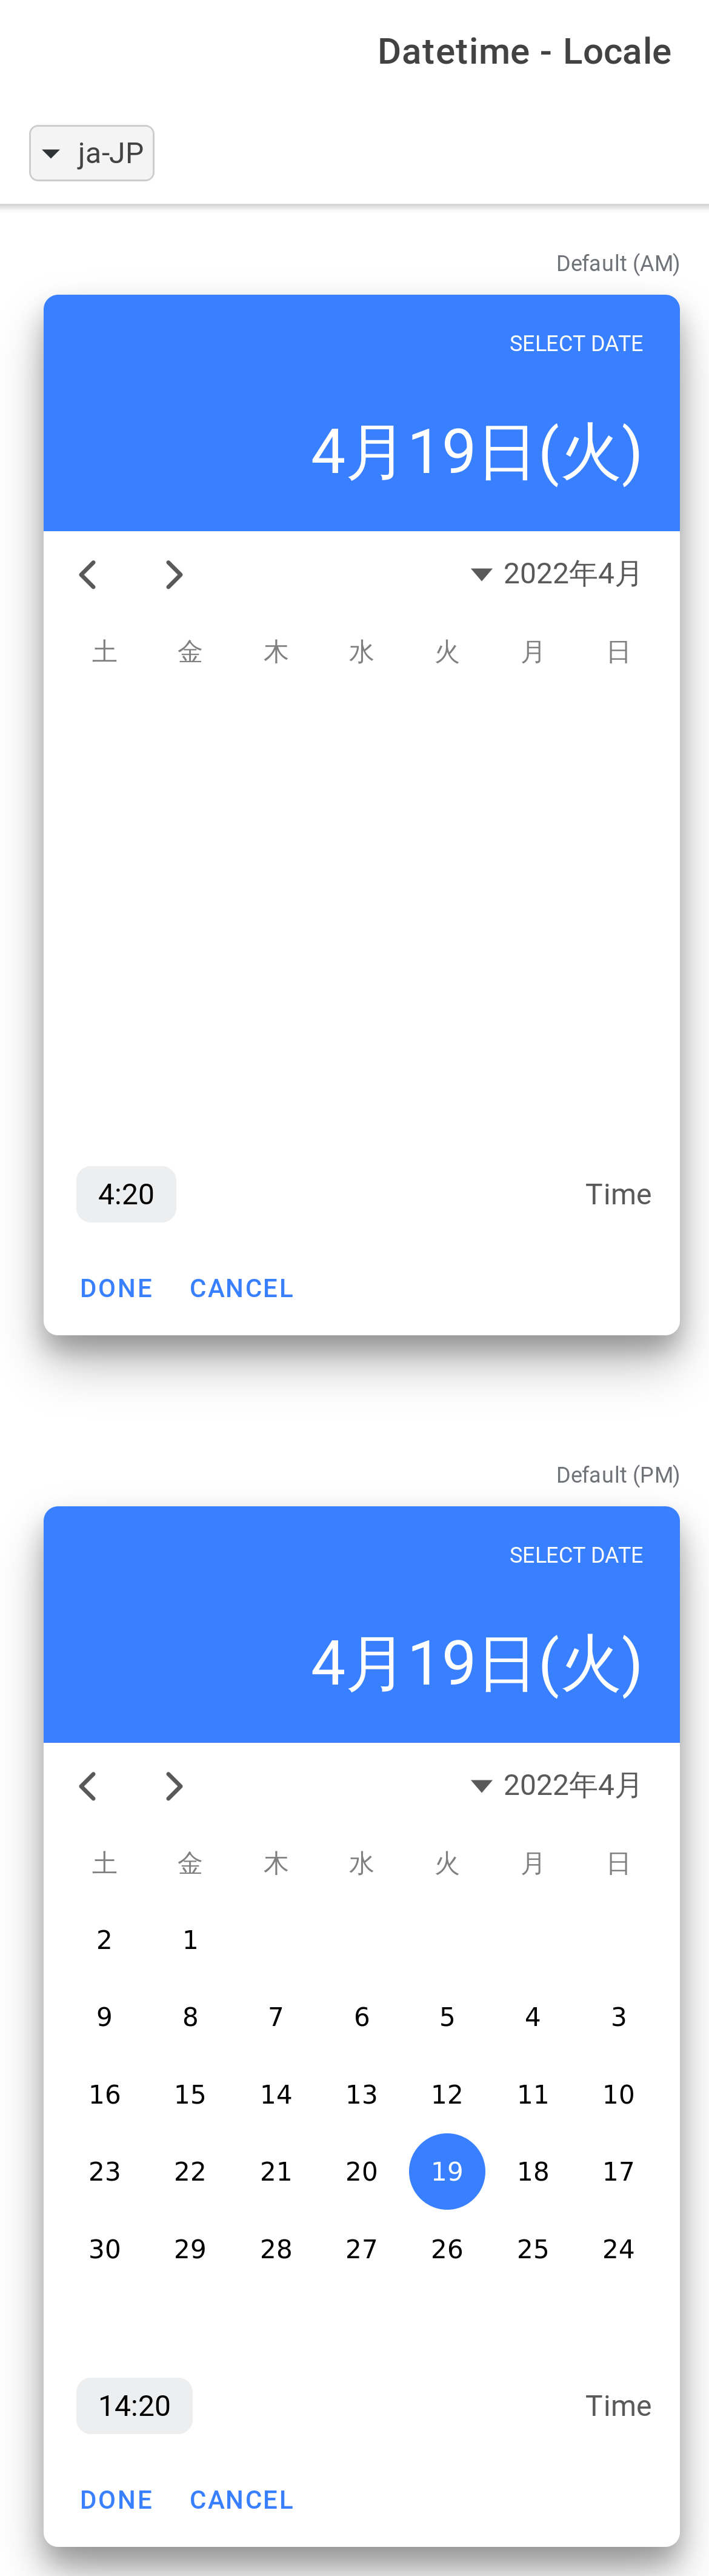 Datetime - Locale
ja-JP
Default (AM)
SELECT DATE
4月19日(火)
2022年4月
土 金 木 水 火 月 日
4:20 Time
DONE CANCEL
Default (PM)
SELECT DATE
4月19日(火)
2022年4月
土 金 木 水 火 月 日
2 1
9 8 7 6 5 4 3
16 15 14 13 12 11 10
23 22 21 20 19 18 17
30 29 28 27 26 25 24
14:20 Time
DONE CANCEL